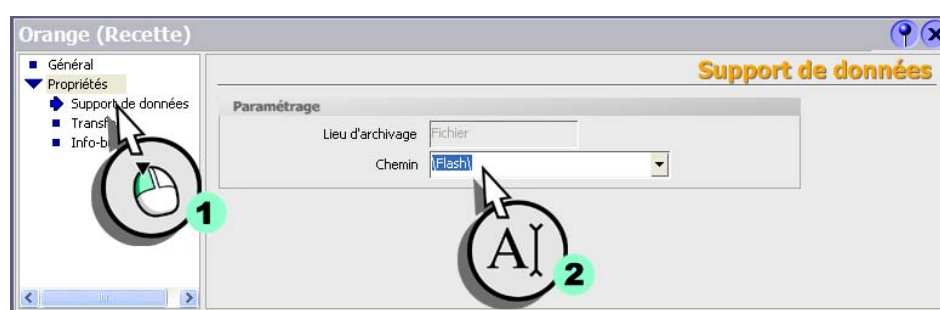 Orange (Recette)
Général
Propriétés
Support de données
Transf
Info-b
Support de données
Paramétrage
Lieu d'archivage Fichier
Chemin \Flash\
1
A
2